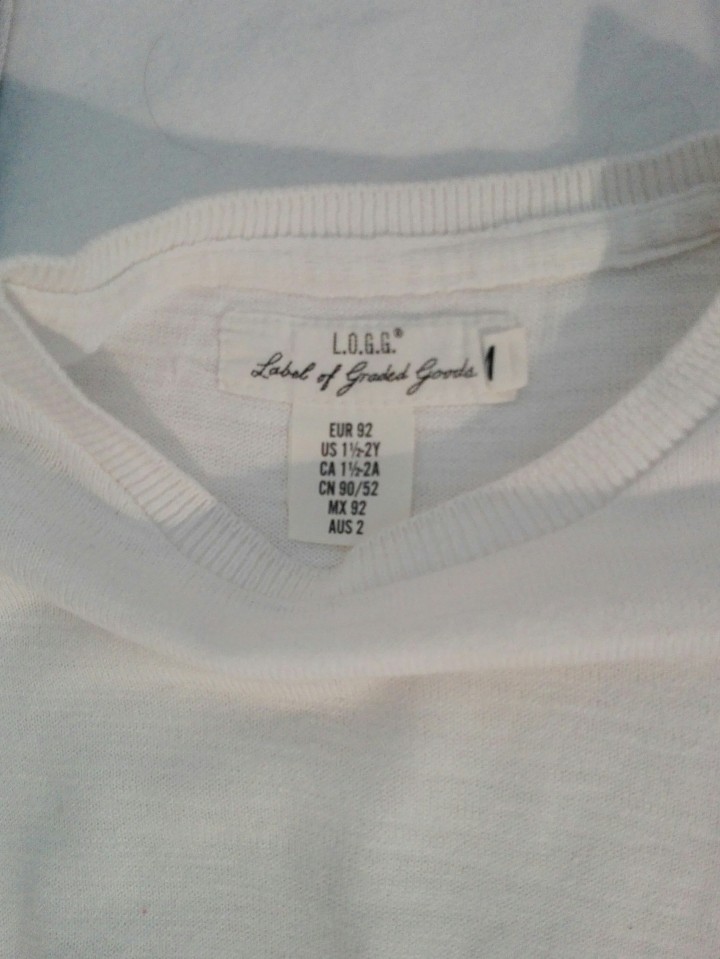 L.O.G.G.®
Label of Graded Goods 1
EUR 92
US 1½-2Y
CA 1½-2A
CN 90/52
MX 92
AUS 2